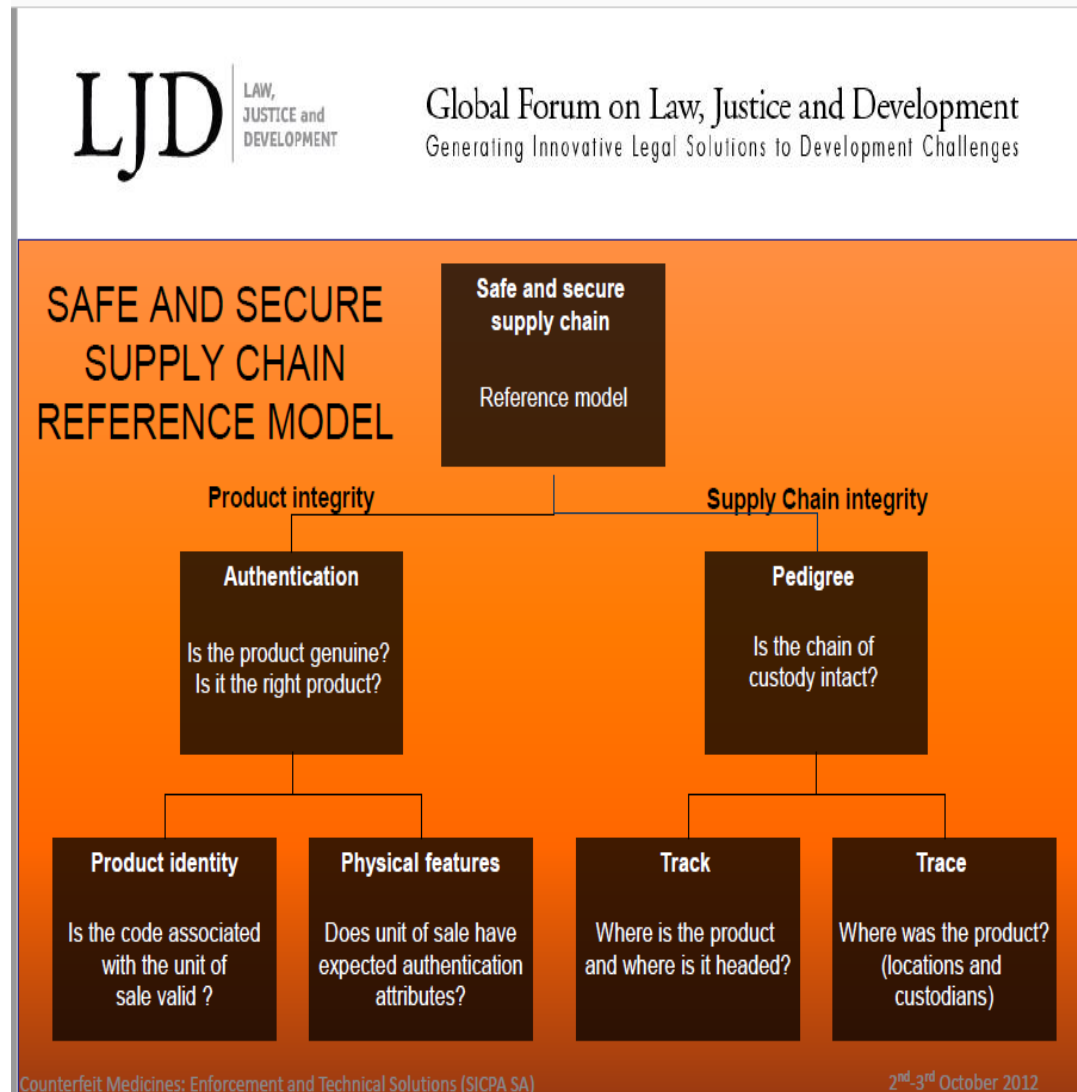 LJD
LAW,
JUSTICE and
DEVELOPMENT
Global Forum on Law, Justice and Development
Generating Innovative Legal Solutions to Development Challenges
SAFE AND SECURE
SUPPLY CHAIN
REFERENCE MODEL
Safe and secure
supply chain
Reference model
Product integrity
Supply Chain integrity
Authentication
Is the product genuine?
Is it the right product?
Pedigree
Is the chain of
custody intact?
Product identity
Is the code associated
with the unit of
sale valid ?
Physical features
Does unit of sale have
expected authentication
attributes?
Track
Where is the product
and where is it headed?
Trace
Where was the product?
(locations and
custodians)
Counterfeit Medicines: Enforcement and Technical Solutions (SICPA SA)
2nd-3rd October 2012